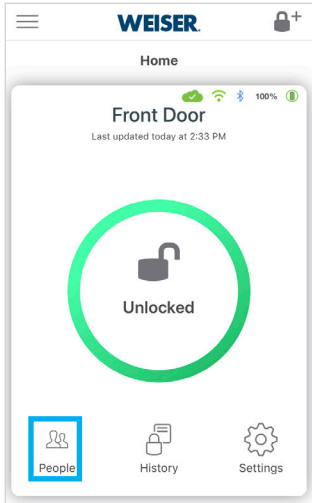 WEISER
Home
100%
Front Door
Last updated today at 2:33 PM
Unlocked
People History Settings